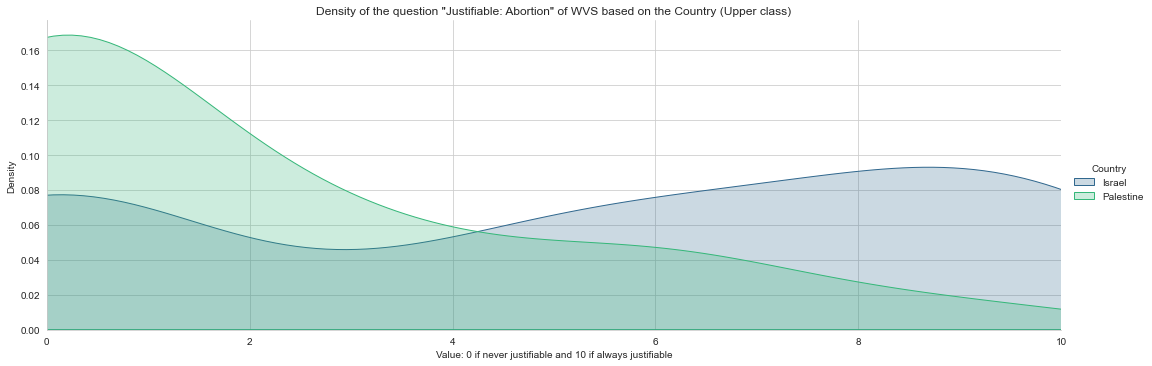 Density of the question "Justifiable: Abortion" of WVS based on the Country (Upper class)
0.16
0.14
0.12
0.10
0.08
0.06
0.04
0.02
0.00
Density
0 2 4 6 8 10
Value: 0 if never justifiable and 10 if always justifiable
Country
Israel
Palestine